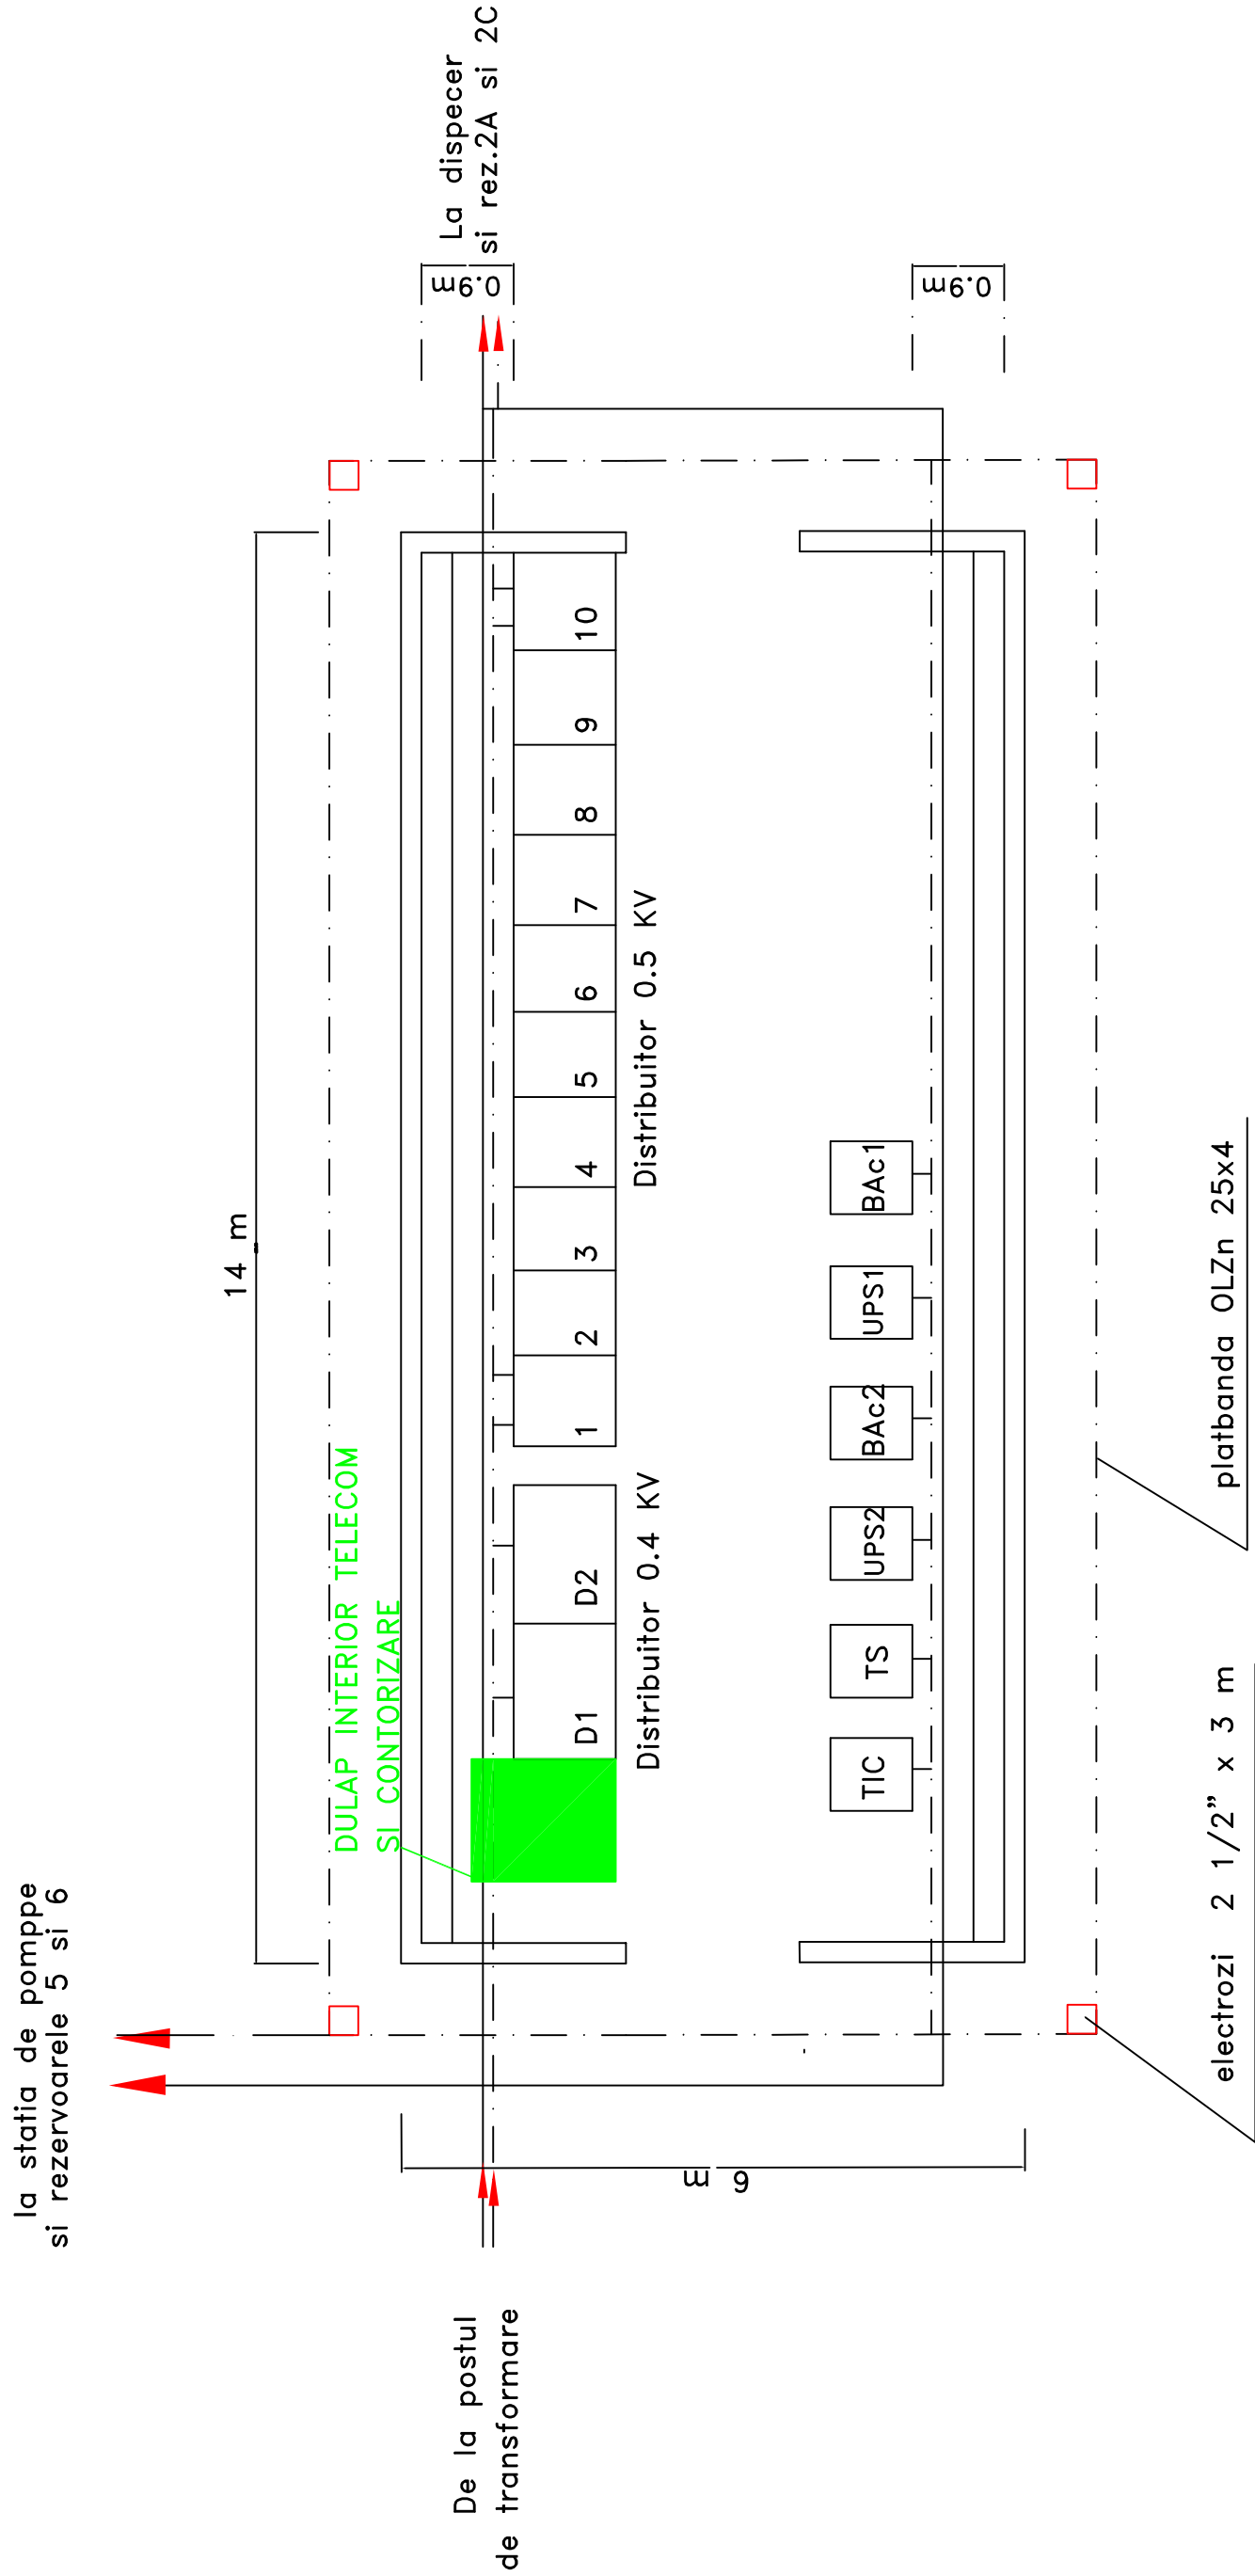 la statia de pomppe
si rezervoarele 5 si 6
14 m
La dispecer
si rez.2A si 2C
0.9m
0.9m
DULAP INTERIOR TELECOM
SI CONTORIZARE
De la postul
de transformare
D1
D2
1
2
3
4
5
6
7
8
9
10
Distribuitor 0.4 KV
Distribuitor 0.5 KV
TIC
TS
UPS2
BAc2
UPS1
BAc1
6 m
electrozi 2 1/2" x 3 m
platbanda OLZn 25x4